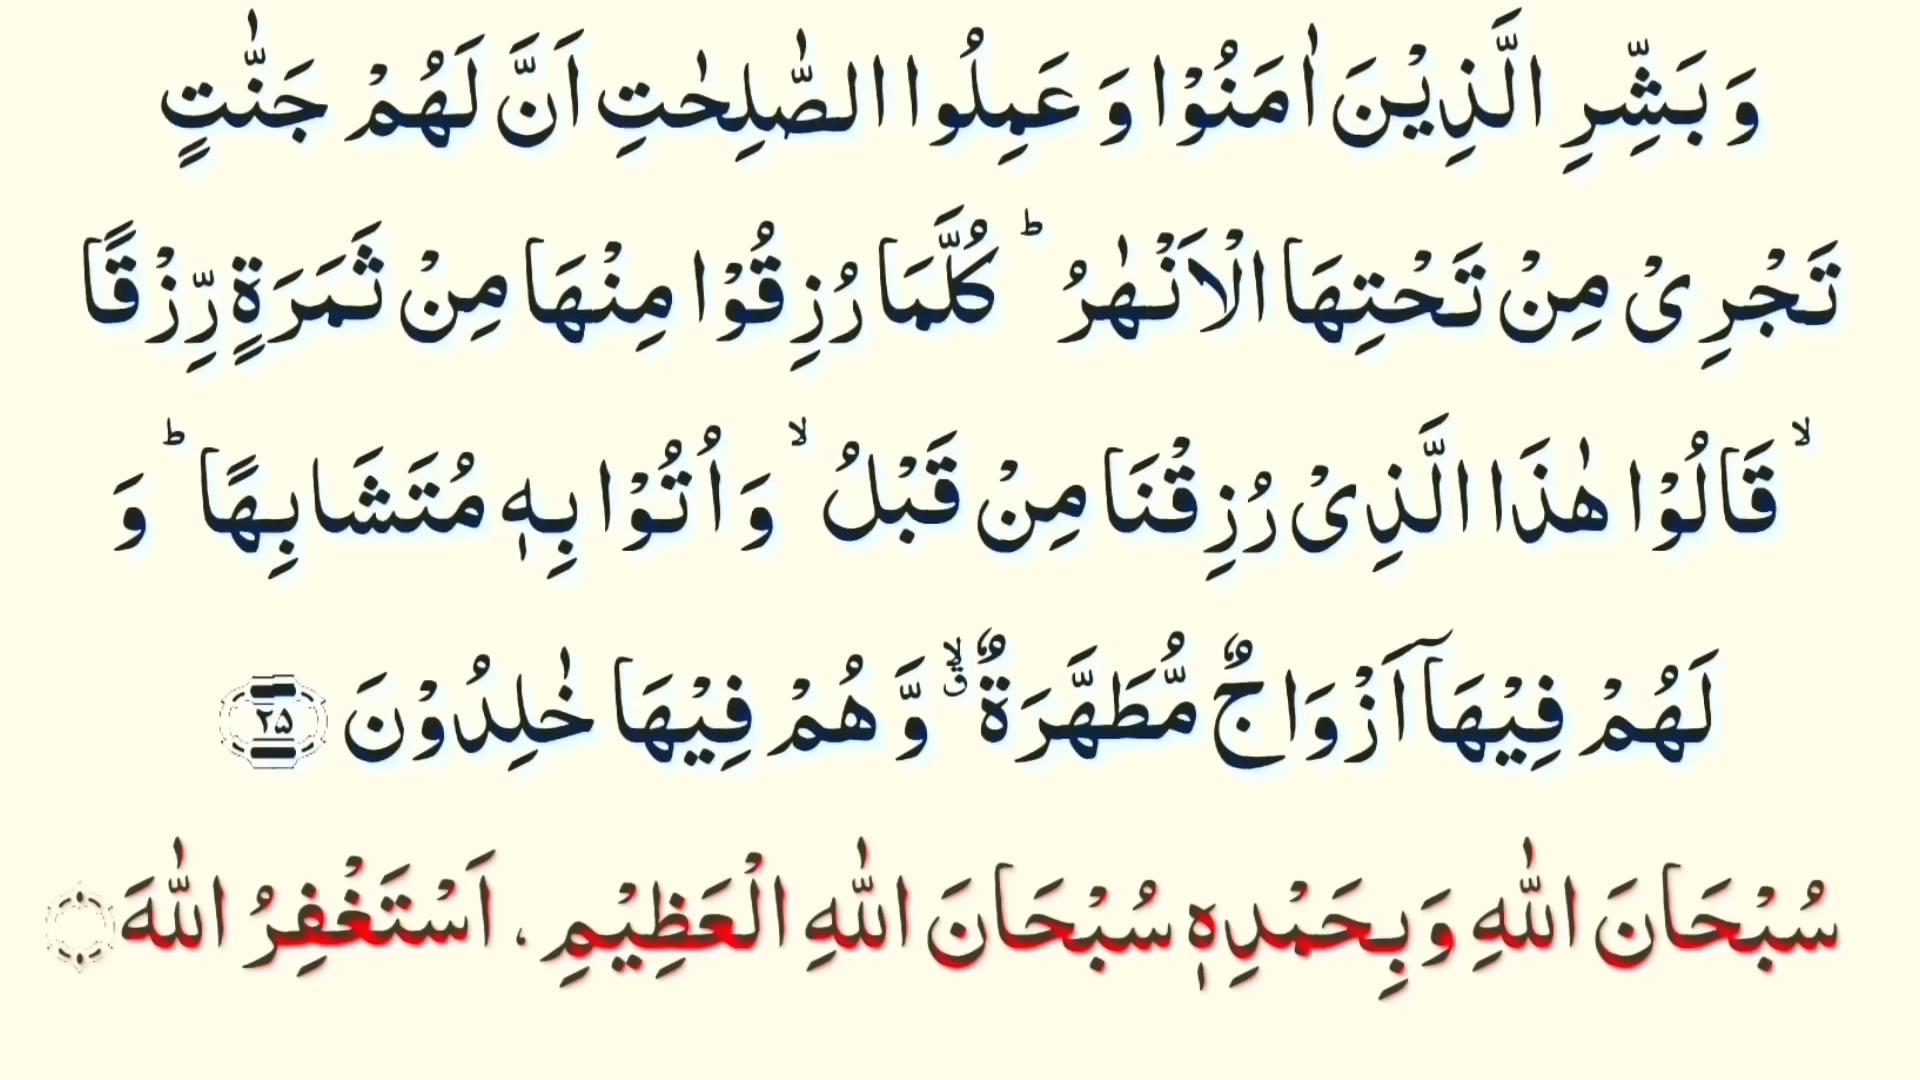 وَ بَشِّرِ الَّذِیْنَ اٰمَنُوْا وَ عَمِلُوا الصّٰلِحٰتِ اَنَّ لَهُمْ جَنّٰتٍ
تَجْرِیْ مِنْ تَحْتِهَا الْاَنْهٰرُ ؕ كُلَّمَا رُزِقُوْا مِنْهَا مِنْ ثَمَرَةٍ رِّزْقًا
ۙ قَالُوْا هٰذَا الَّذِیْ رُزِقْنَا مِنْ قَبْلُ ۙ وَ اُتُوْا بِهٖ مُتَشَابِهًا ؕ وَ
لَهُمْ فِیْهَاۤ اَزْوَاجٌ مُّطَهَّرَةٌ ۗۙ وَّ هُمْ فِیْهَا خٰلِدُوْنَ ۲۵
سُبْحَانَ اللّٰهِ وَبِحَمْدِهٖ سُبْحَانَ اللّٰهِ الْعَظِیْمِ ، اَسْتَغْفِرُ اللّٰهَ ۝